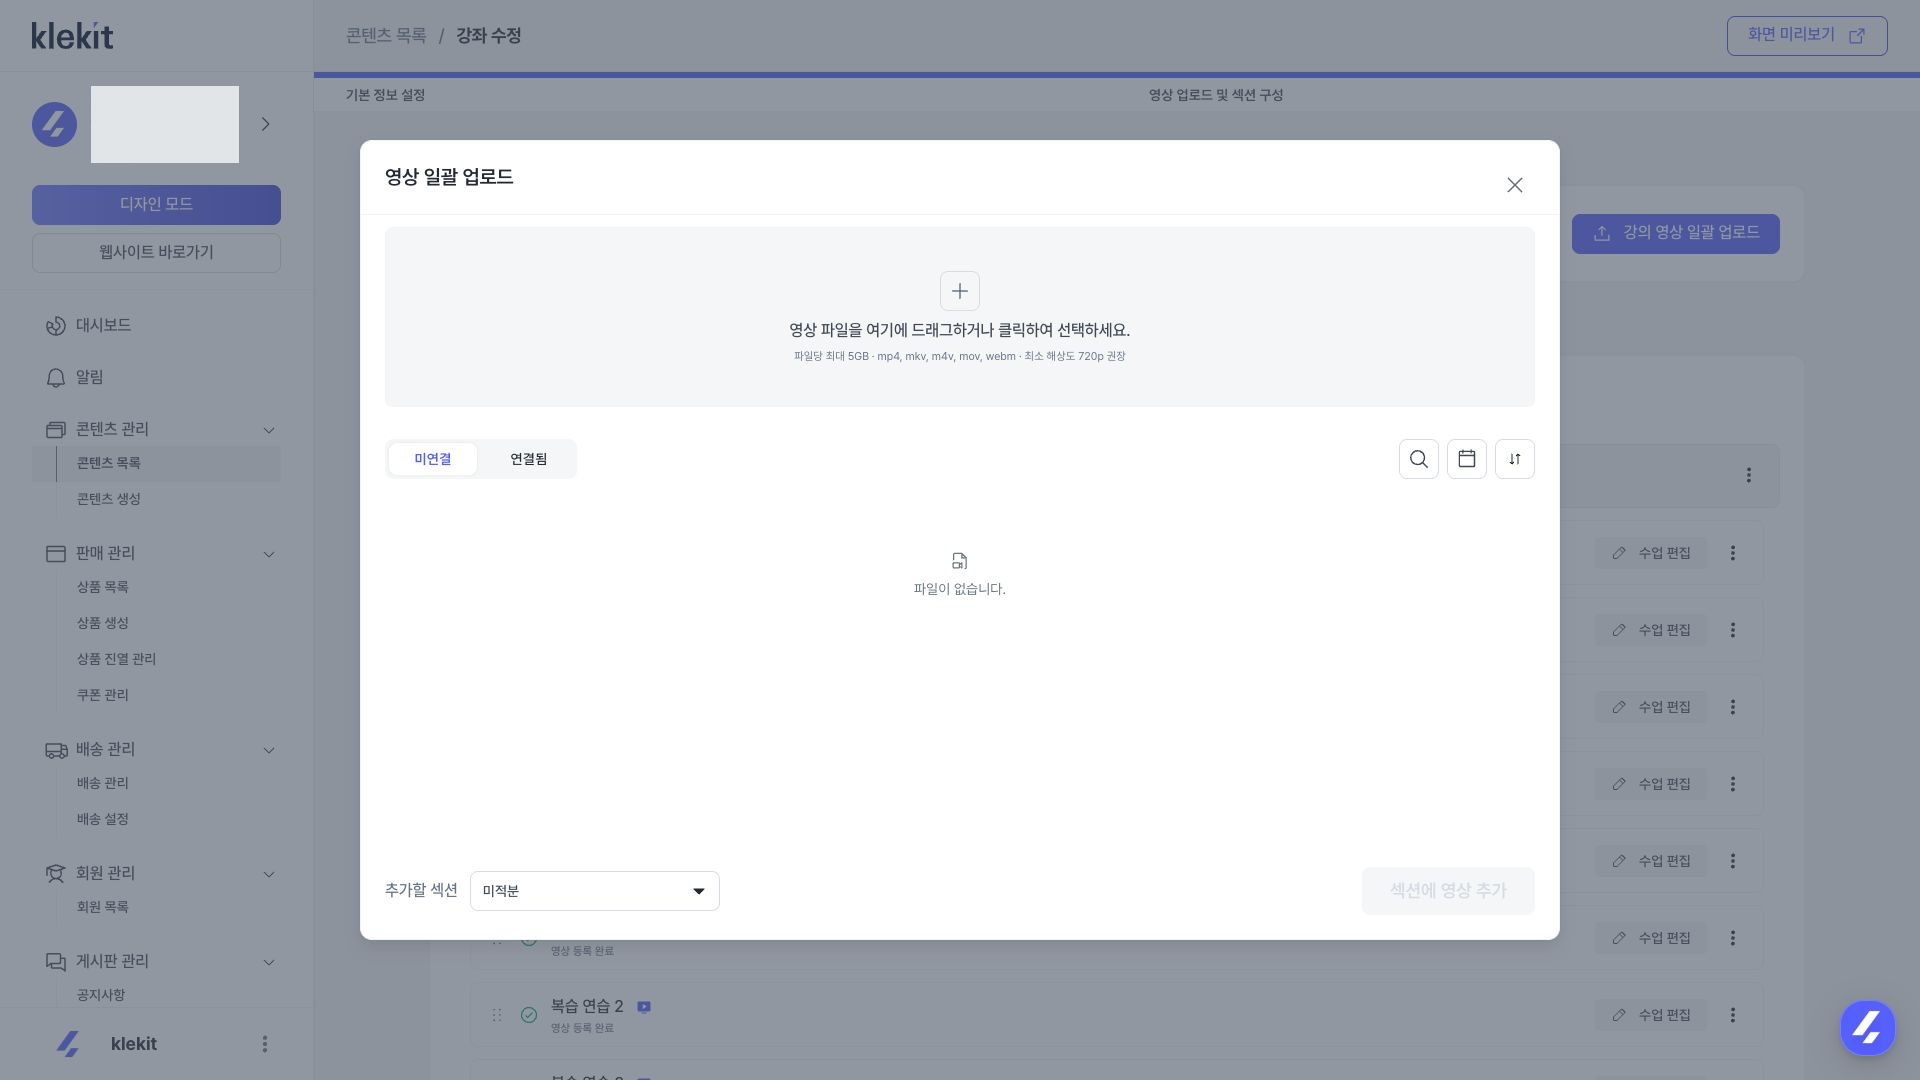 klekit
콘텐츠 목록 / 강좌 수정
화면 미리보기
기본 정보 설정
영상 업로드 및 섹션 구성
디자인 모드
웹사이트 바로가기
대시보드
알림
콘텐츠 관리
콘텐츠 목록
콘텐츠 생성
판매 관리
상품 목록
상품 생성
상품 진열 관리
쿠폰 관리
배송 관리
배송 관리
배송 설정
회원 관리
회원 목록
게시판 관리
공지사항
klekit
영상 일괄 업로드
영상 파일을 여기에 드래그하거나 클릭하여 선택하세요.
파일당 최대 5GB · mp4, mkv, m4v, mov, webm · 최소 해상도 720p 권장
미연결
연결됨
파일이 없습니다.
추가할 섹션
미적분
섹션에 영상 추가
강의 영상 일괄 업로드
수업 편집
수업 편집
수업 편집
수업 편집
수업 편집
영상 등록 완료
수업 편집
복습 연습 2
영상 등록 완료
수업 편집